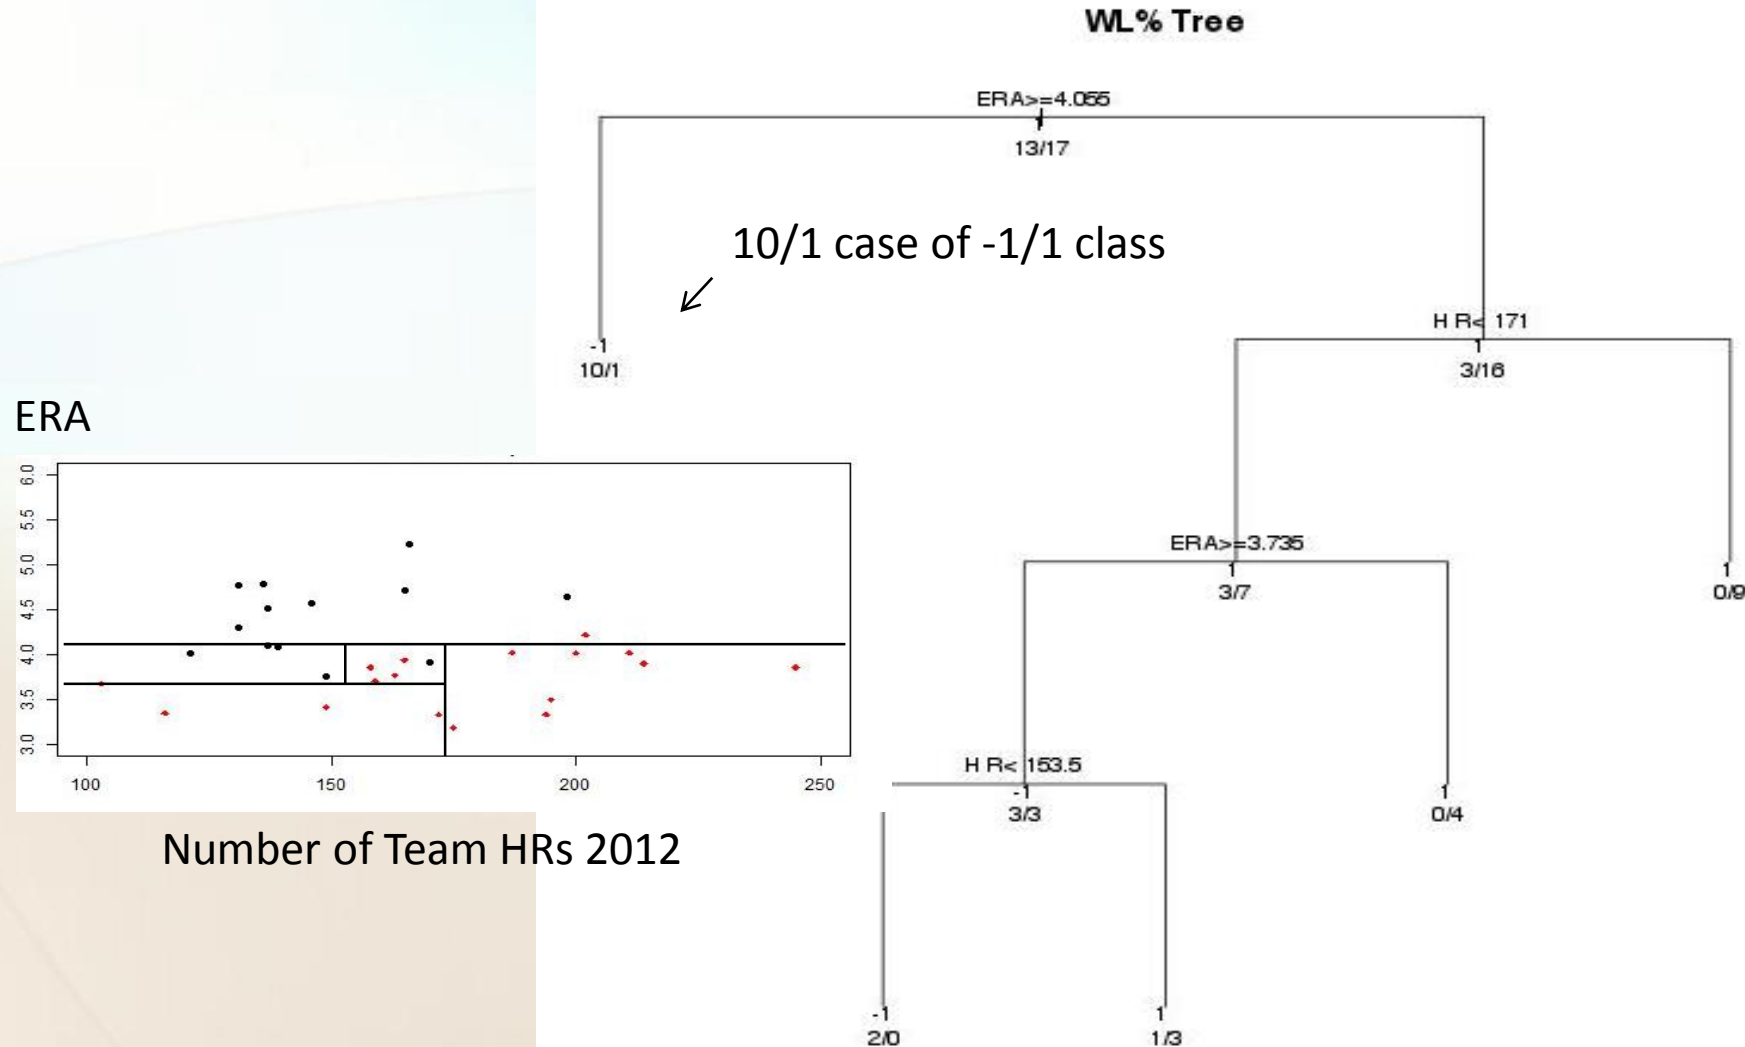 WL% Tree
ERA>=4.055
1
13/17
10/1 case of -1/1 class
-1
10/1
H R< 171
1
3/16
ERA>=3.735
1
3/7
1
0/9
H R< 153.5
-1
3/3
1
0/4
-1
2/0
1
1/3
ERA
6.0
5.5
5.0
4.5
4.0
3.5
3.0
100 150 200 250
Number of Team HRs 2012